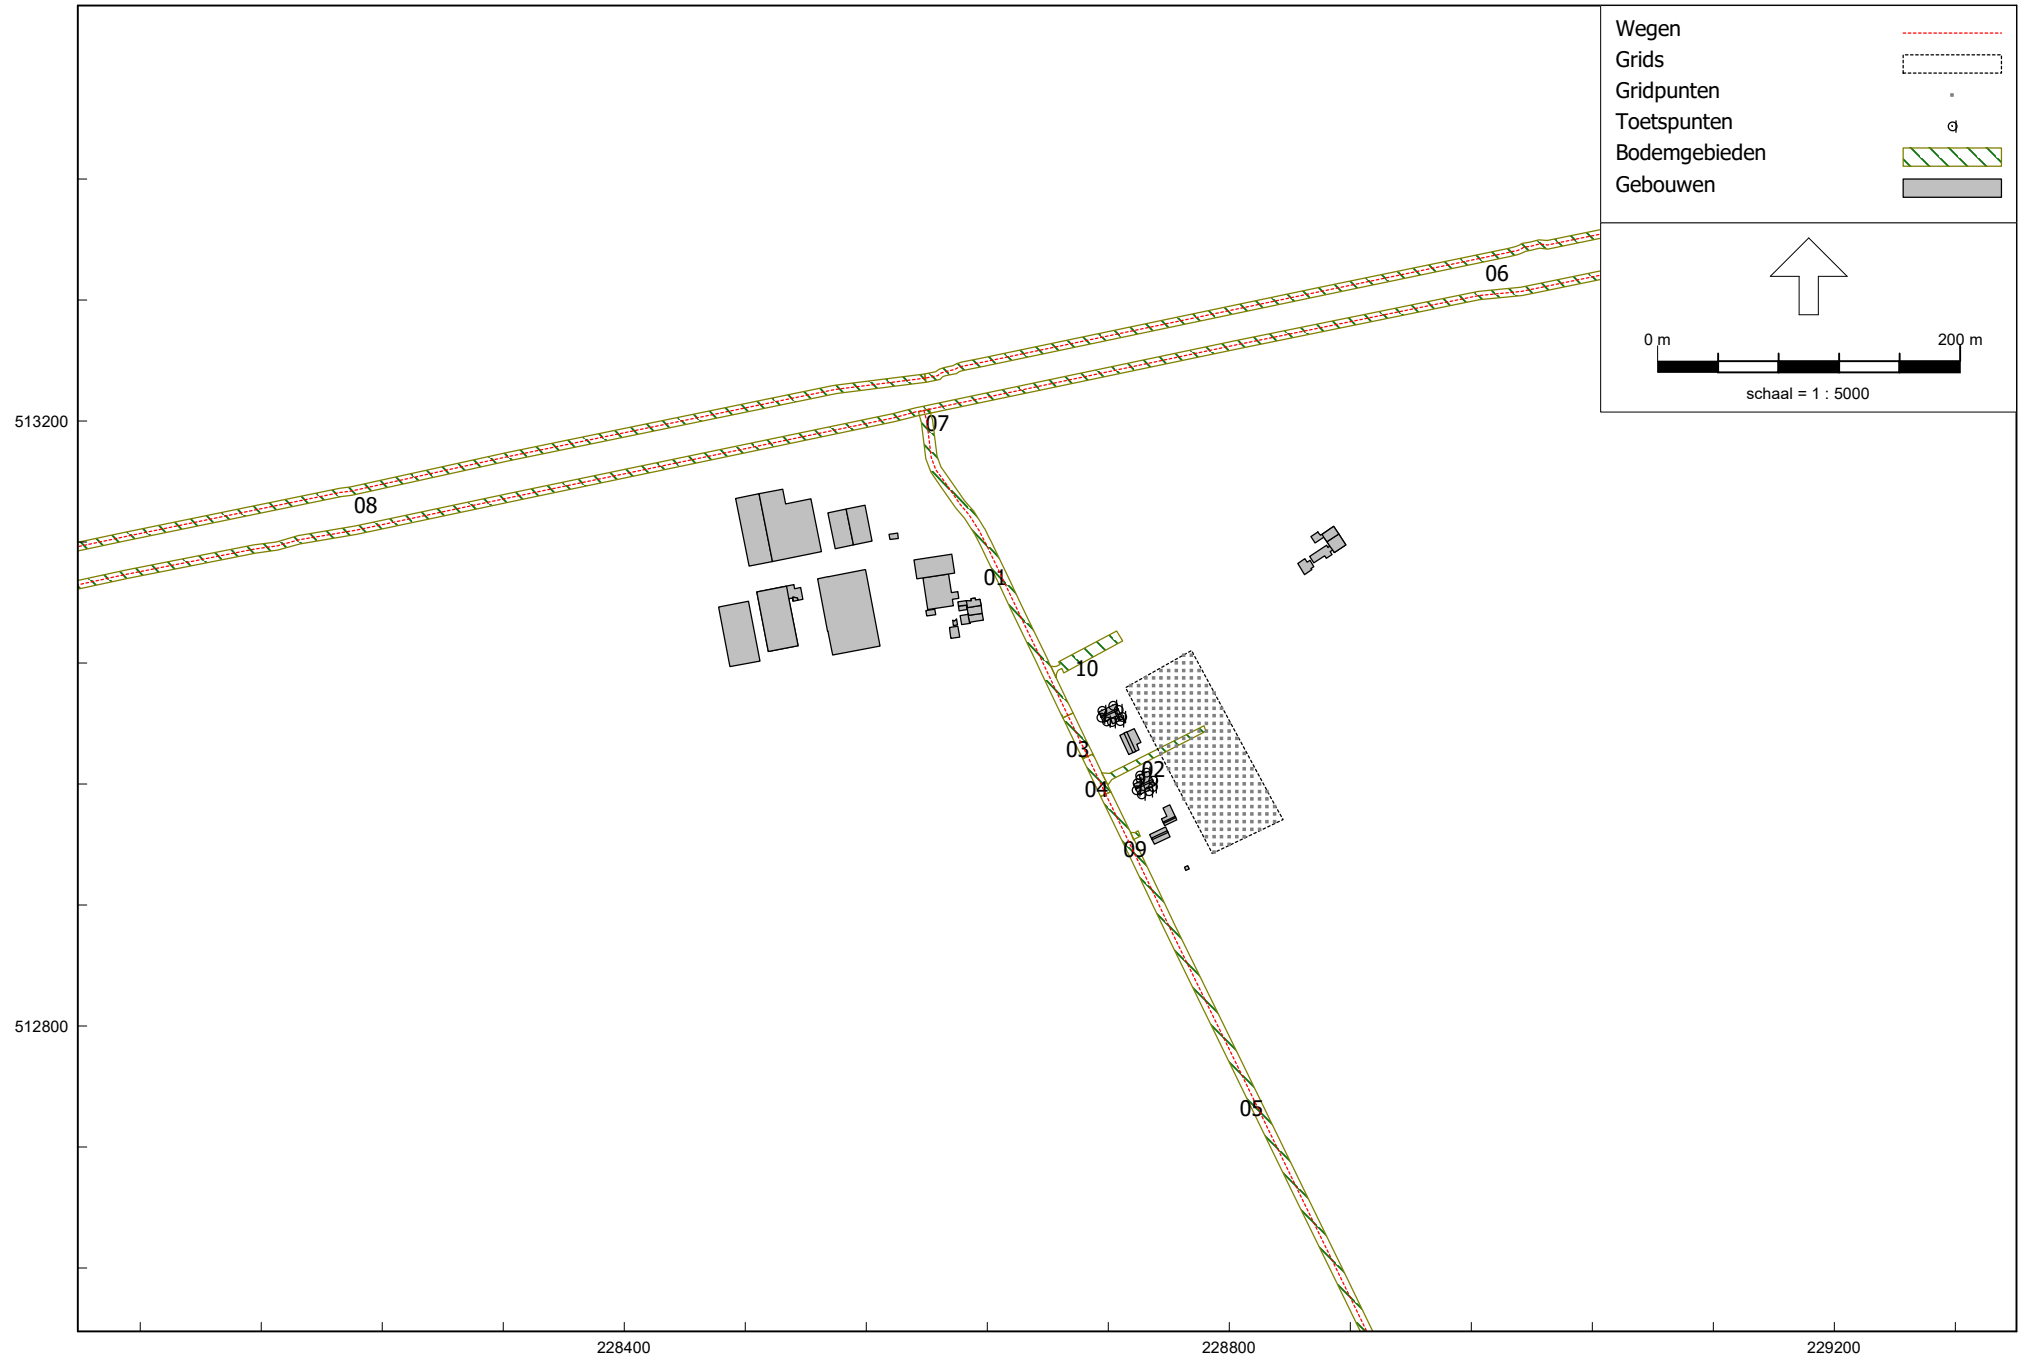 Wegen
Grids
Gridpunten
Toetspunten
Bodemgebieden
Gebouwen
0 m 200 m
schaal = 1 : 5000
06
07
08
01
10
03
02
04
09
05
513200
512800
228400 228800 229200